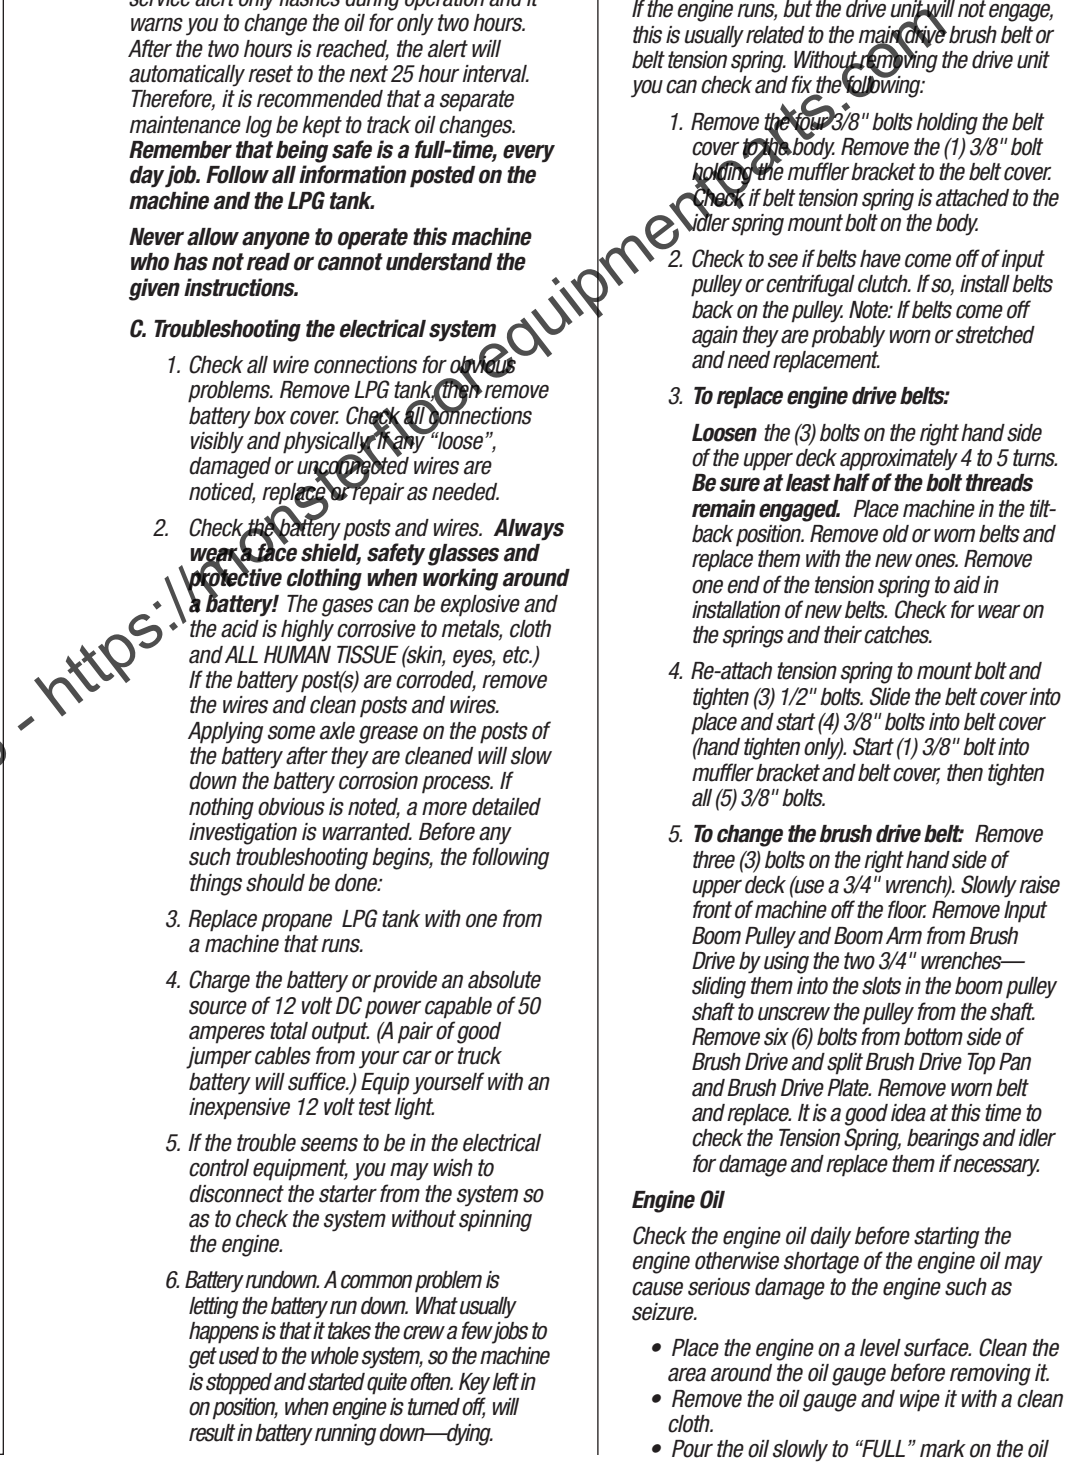 service alert only flashes during operation and it
warns you to change the oil for only two hours.
After the two hours is reached, the alert will
automatically reset to the next 25 hour interval.
Therefore, it is recommended that a separate
maintenance log be kept to track oil changes.
Remember that being safe is a full-time, every
day job. Follow all information posted on the
machine and the LPG tank.
Never allow anyone to operate this machine
who has not read or cannot understand the
given instructions.
C. Troubleshooting the electrical system
1. Check all wire connections for obvious
problems. Remove LPG tank, then remove
battery box cover. Check all connections
visibly and physically. If any “loose”,
damaged or unconnected wires are
noticed, replace or repair as needed.
2. Check the battery posts and wires. Always
wear a face shield, safety glasses and
protective clothing when working around
a battery! The gases can be explosive and
the acid is highly corrosive to metals, cloth
and ALL HUMAN TISSUE (skin, eyes, etc.)
If the battery post(s) are corroded, remove
the wires and clean posts and wires.
Applying some axle grease on the posts of
the battery after they are cleaned will slow
down the battery corrosion process. If
nothing obvious is noted, a more detailed
investigation is warranted. Before any
such troubleshooting begins, the following
things should be done:
3. Replace propane LPG tank with one from
a machine that runs.
4. Charge the battery or provide an absolute
source of 12 volt DC power capable of 50
amperes total output. (A pair of good
jumper cables from your car or truck
battery will suffice.) Equip yourself with an
inexpensive 12 volt test light.
5. If the trouble seems to be in the electrical
control equipment, you may wish to
disconnect the starter from the system so
as to check the system without spinning
the engine.
6. Battery rundown. A common problem is
letting the battery run down. What usually
happens is that it takes the crew a few jobs to
get used to the whole system, so the machine
is stopped and started quite often. Key left in
on position, when engine is turned off, will
result in battery running down—dying.
If the engine runs, but the drive unit will not engage,
this is usually related to the main drive brush belt or
belt tension spring. Without removing the drive unit
you can check and fix the following:
1. Remove the four 3/8" bolts holding the belt
cover to the body. Remove the (1) 3/8" bolt
holding the muffler bracket to the belt cover.
Check if belt tension spring is attached to the
idler spring mount bolt on the body.
2. Check to see if belts have come off of input
pulley or centrifugal clutch. If so, install belts
back on the pulley. Note: If belts come off
again they are probably worn or stretched
and need replacement.
3. To replace engine drive belts:
Loosen the (3) bolts on the right hand side
of the upper deck approximately 4 to 5 turns.
Be sure at least half of the bolt threads
remain engaged. Place machine in the tilt-
back position. Remove old or worn belts and
replace them with the new ones. Remove
one end of the tension spring to aid in
installation of new belts. Check for wear on
the springs and their catches.
4. Re-attach tension spring to mount bolt and
tighten (3) 1/2" bolts. Slide the belt cover into
place and start (4) 3/8" bolts into belt cover
(hand tighten only). Start (1) 3/8" bolt into
muffler bracket and belt cover, then tighten
all (5) 3/8" bolts.
5. To change the brush drive belt: Remove
three (3) bolts on the right hand side of
upper deck (use a 3/4" wrench). Slowly raise
front of machine off the floor. Remove Input
Boom Pulley and Boom Arm from Brush
Drive by using the two 3/4" wrenches—
sliding them into the slots in the boom pulley
shaft to unscrew the pulley from the shaft.
Remove six (6) bolts from bottom side of
Brush Drive and split Brush Drive Top Pan
and Brush Drive Plate. Remove worn belt
and replace. It is a good idea at this time to
check the Tension Spring, bearings and idler
for damage and replace them if necessary.
Engine Oil
Check the engine oil daily before starting the
engine otherwise shortage of the engine oil may
cause serious damage to the engine such as
seizure.
• Place the engine on a level surface. Clean the
area around the oil gauge before removing it.
• Remove the oil gauge and wipe it with a clean
cloth.
• Pour the oil slowly to “FULL” mark on the oil
- https://monsterfloorequipmentparts.com